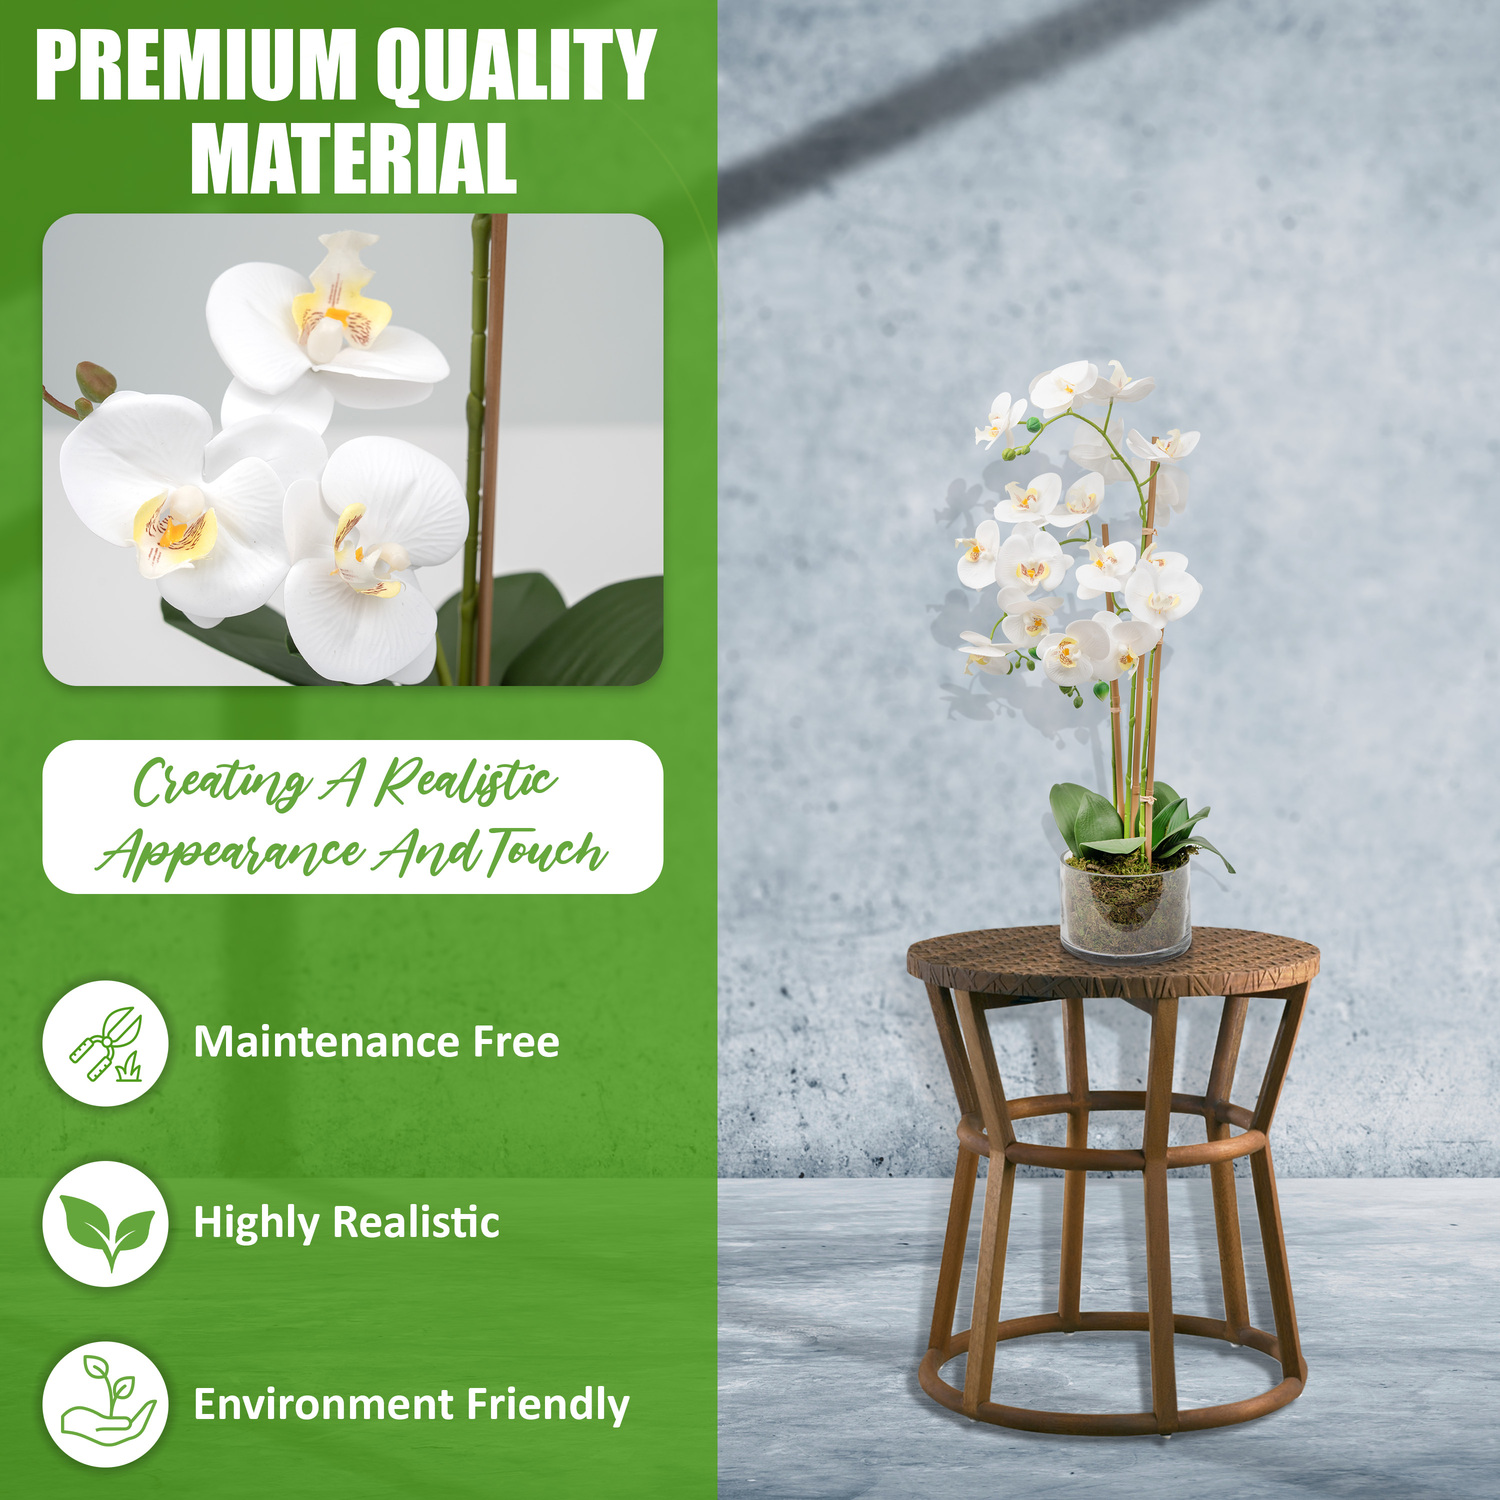 PREMIUM QUALITY
MATERIAL
Creating A Realistic
Appearance And Touch
Maintenance Free
Highly Realistic
Environment Friendly